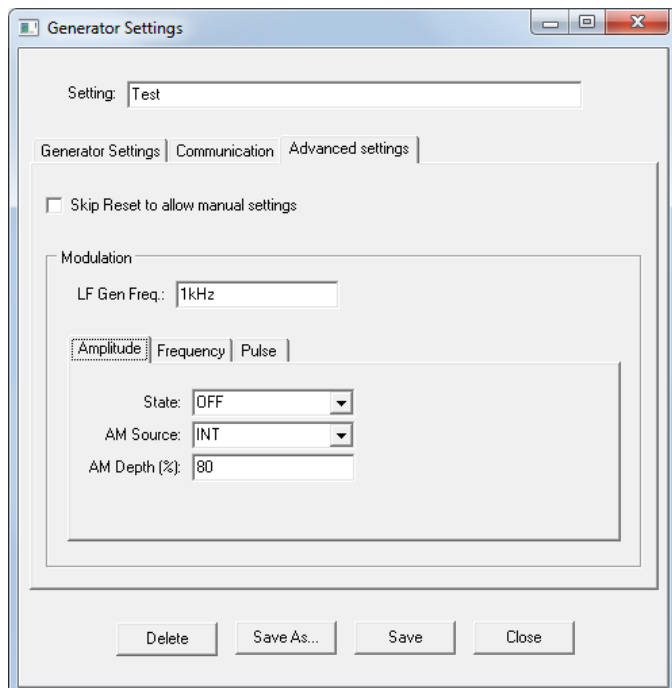 Generator Settings
Setting: Test
Generator Settings Communication Advanced settings
Skip Reset to allow manual settings
Modulation
LF Gen Freq.: 1kHz
Amplitude Frequency Pulse
State: OFF
AM Source: INT
AM Depth (%): 80
Delete Save As... Save Close